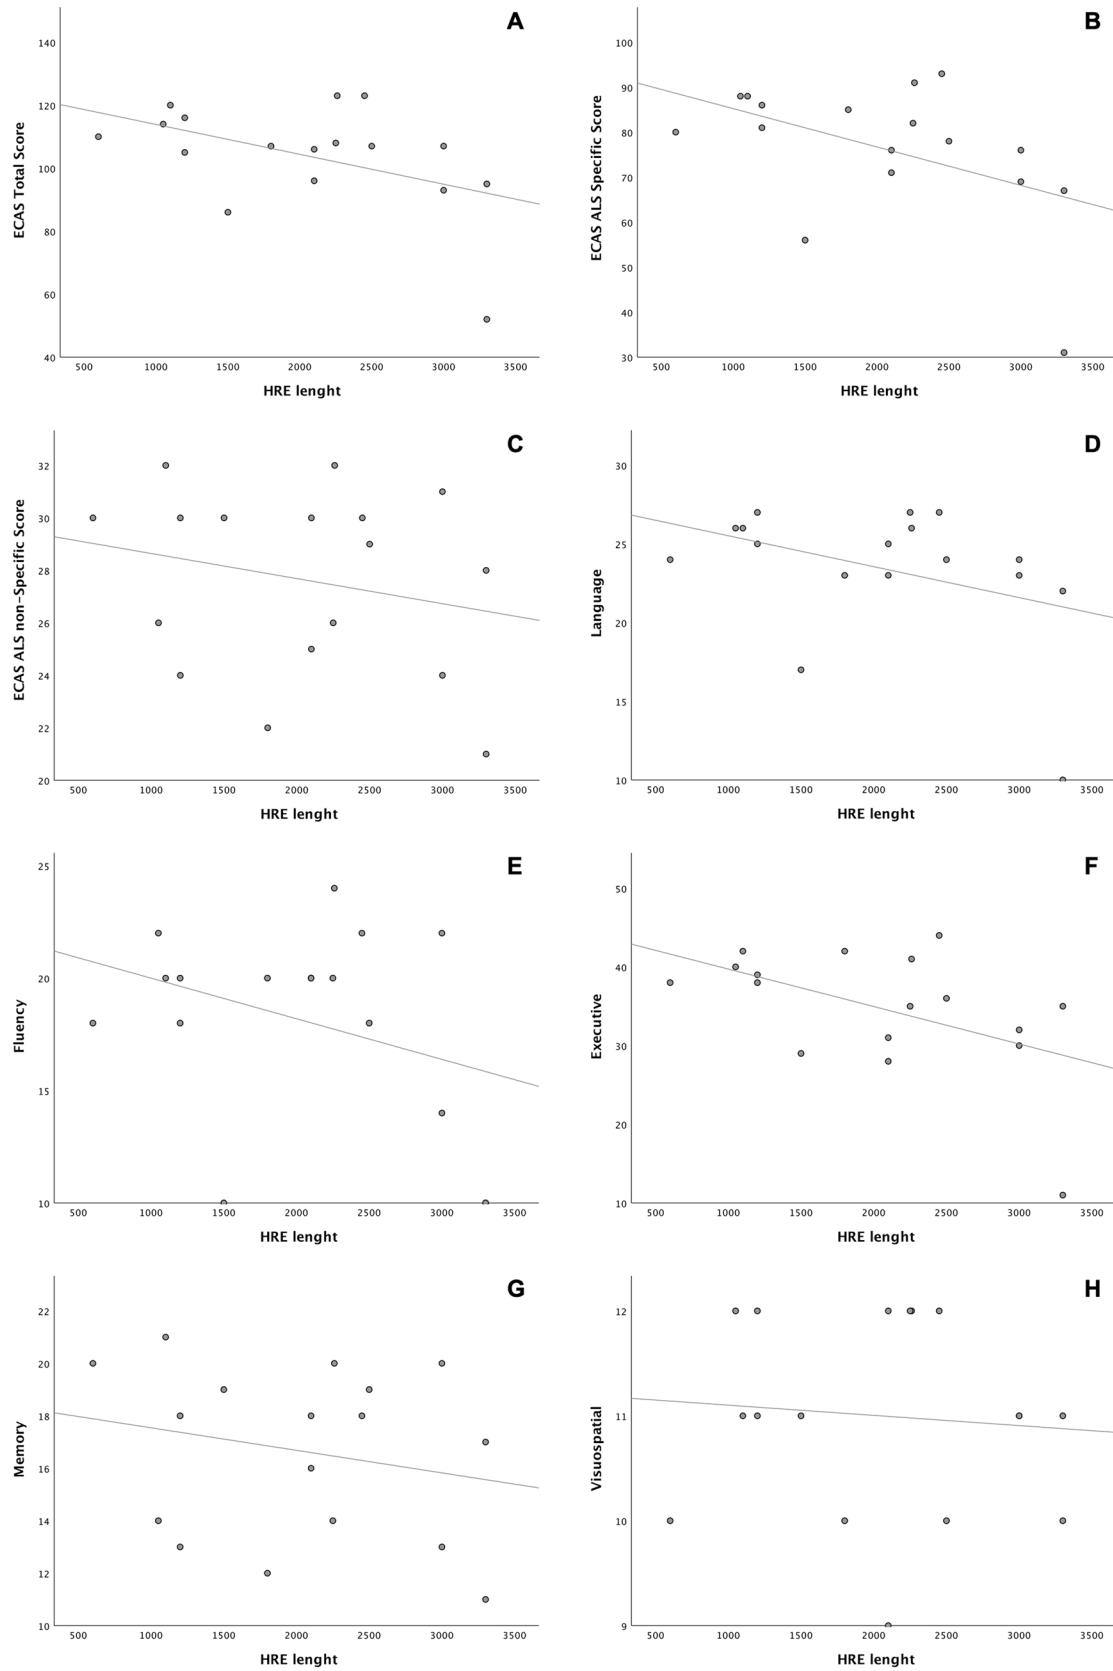 A
ECAS Total Score
140
120
100
80
60
40
500 1000 1500 2000 2500 3000 3500
HRE lenght
B
ECAS ALS Specific Score
100
90
80
70
60
50
40
30
500 1000 1500 2000 2500 3000 3500
HRE lenght
C
ECAS ALS non-Specific Score
32
30
28
26
24
22
20
500 1000 1500 2000 2500 3000 3500
HRE lenght
D
Language
30
25
20
15
10
500 1000 1500 2000 2500 3000 3500
HRE lenght
E
Fluency
25
20
15
10
500 1000 1500 2000 2500 3000 3500
HRE lenght
F
Executive
50
40
30
20
10
500 1000 1500 2000 2500 3000 3500
HRE lenght
G
Memory
22
20
18
16
14
12
10
500 1000 1500 2000 2500 3000 3500
HRE lenght
H
Visuospatial
12
11
10
9
500 1000 1500 2000 2500 3000 3500
HRE lenght